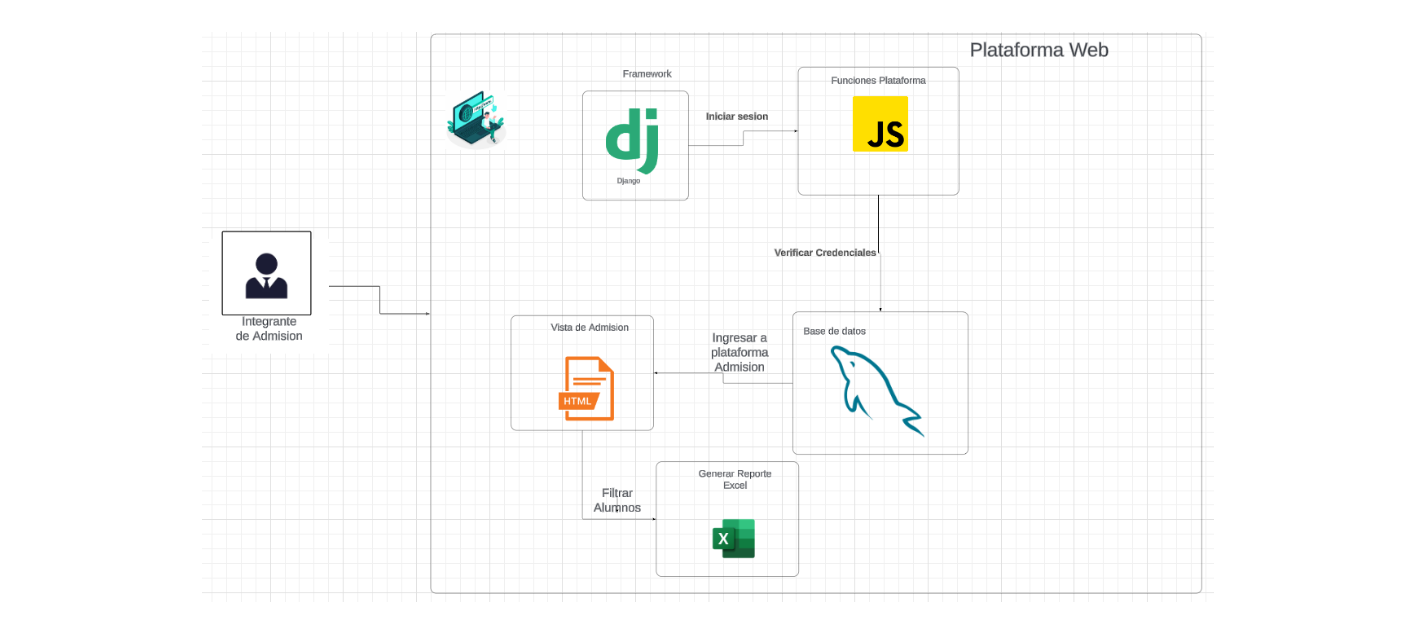 Plataforma Web
Framework
dj
Django
Iniciar sesion
Funciones Plataforma
JS
Verificar Credenciales
Integrante
de Admision
Vista de Admision
HTML
Ingresar a
plataforma
Admision
Base de datos
Filtrar
Alumnos
Generar Reporte
Excel
X